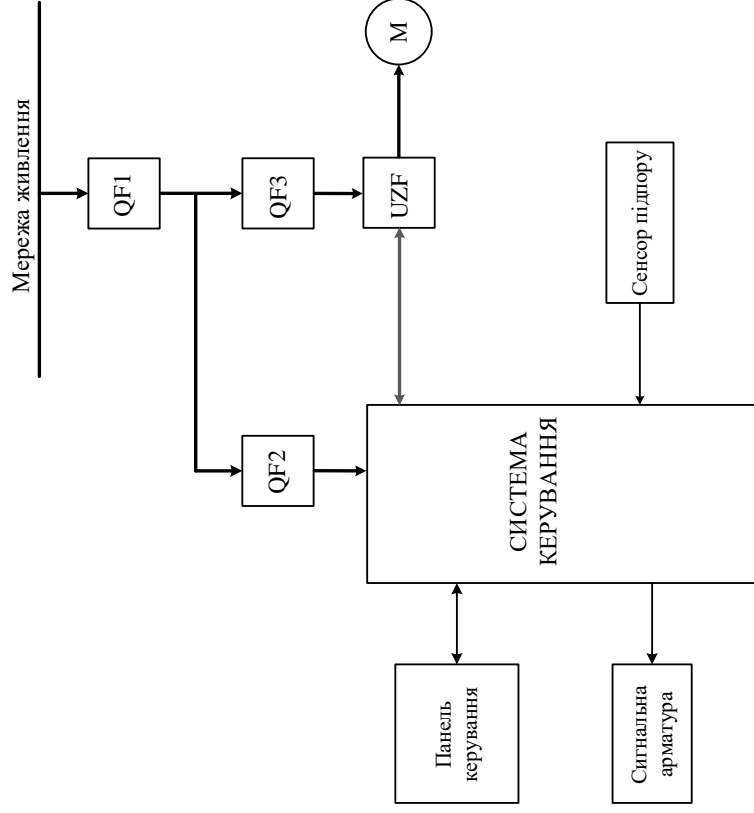 Мережа живлення
QF1
QF2
QF3
UZF
M
СИСТЕМА
КЕРУВАННЯ
Панель
керування
Сигнальна
арматура
Сенсор підпору